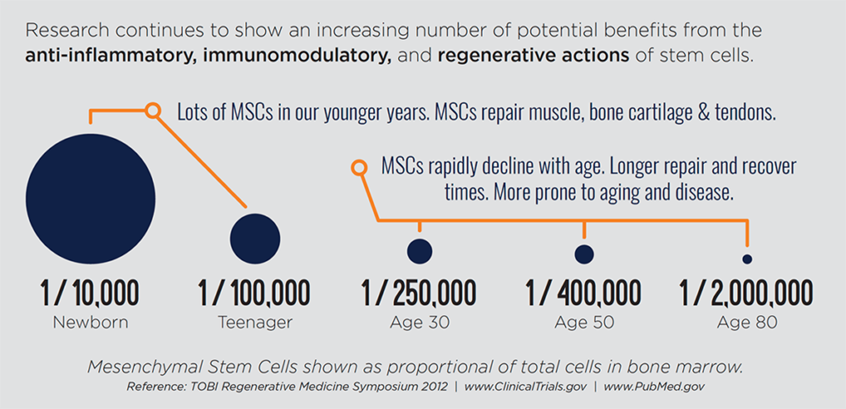 Research continues to show an increasing number of potential benefits from the
anti-inflammatory, immunomodulatory, and regenerative actions of stem cells.
Lots of MSCs in our younger years. MSCs repair muscle, bone cartilage & tendons.
MSCs rapidly decline with age. Longer repair and recover
times. More prone to aging and disease.
1 / 10,000 1 / 100,000 1 / 250,000 1 / 400,000 1 / 2,000,000
Newborn Teenager Age 30 Age 50 Age 80
Mesenchymal Stem Cells shown as proportional of total cells in bone marrow.
Reference: TOBI Regenerative Medicine Symposium 2012 | www.ClinicalTrials.gov | www.PubMed.gov